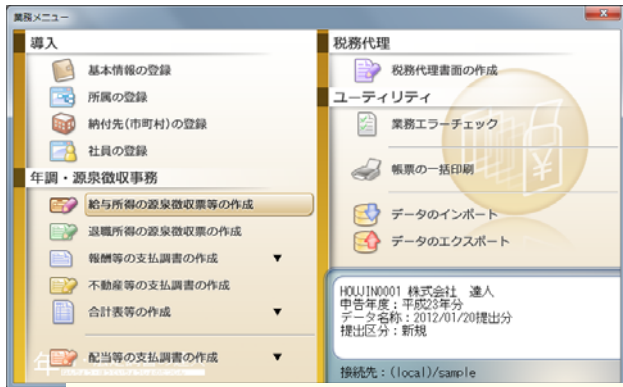 業務メニュー
導入
基本情報の登録
所属の登録
納付先(市町村)の登録
社員の登録
年調・源泉徴収事務
給与所得の源泉徴収票等の作成
退職所得の源泉徴収票の作成
報酬等の支払調書の作成 ▼
不動産等の支払調書の作成
合計表等の作成 ▼
配当等の支払調書の作成 ▼
税務代理
税務代理書面の作成
ユーティリティ
業務エラーチェック
帳票の一括印刷
データのインポート
データのエクスポート
HOUJIN0001 株式会社 達人
申告年度：平成23年分
データ名称：2012/01/20提出分
提出区分：新規
接続先：(local)/sample
年